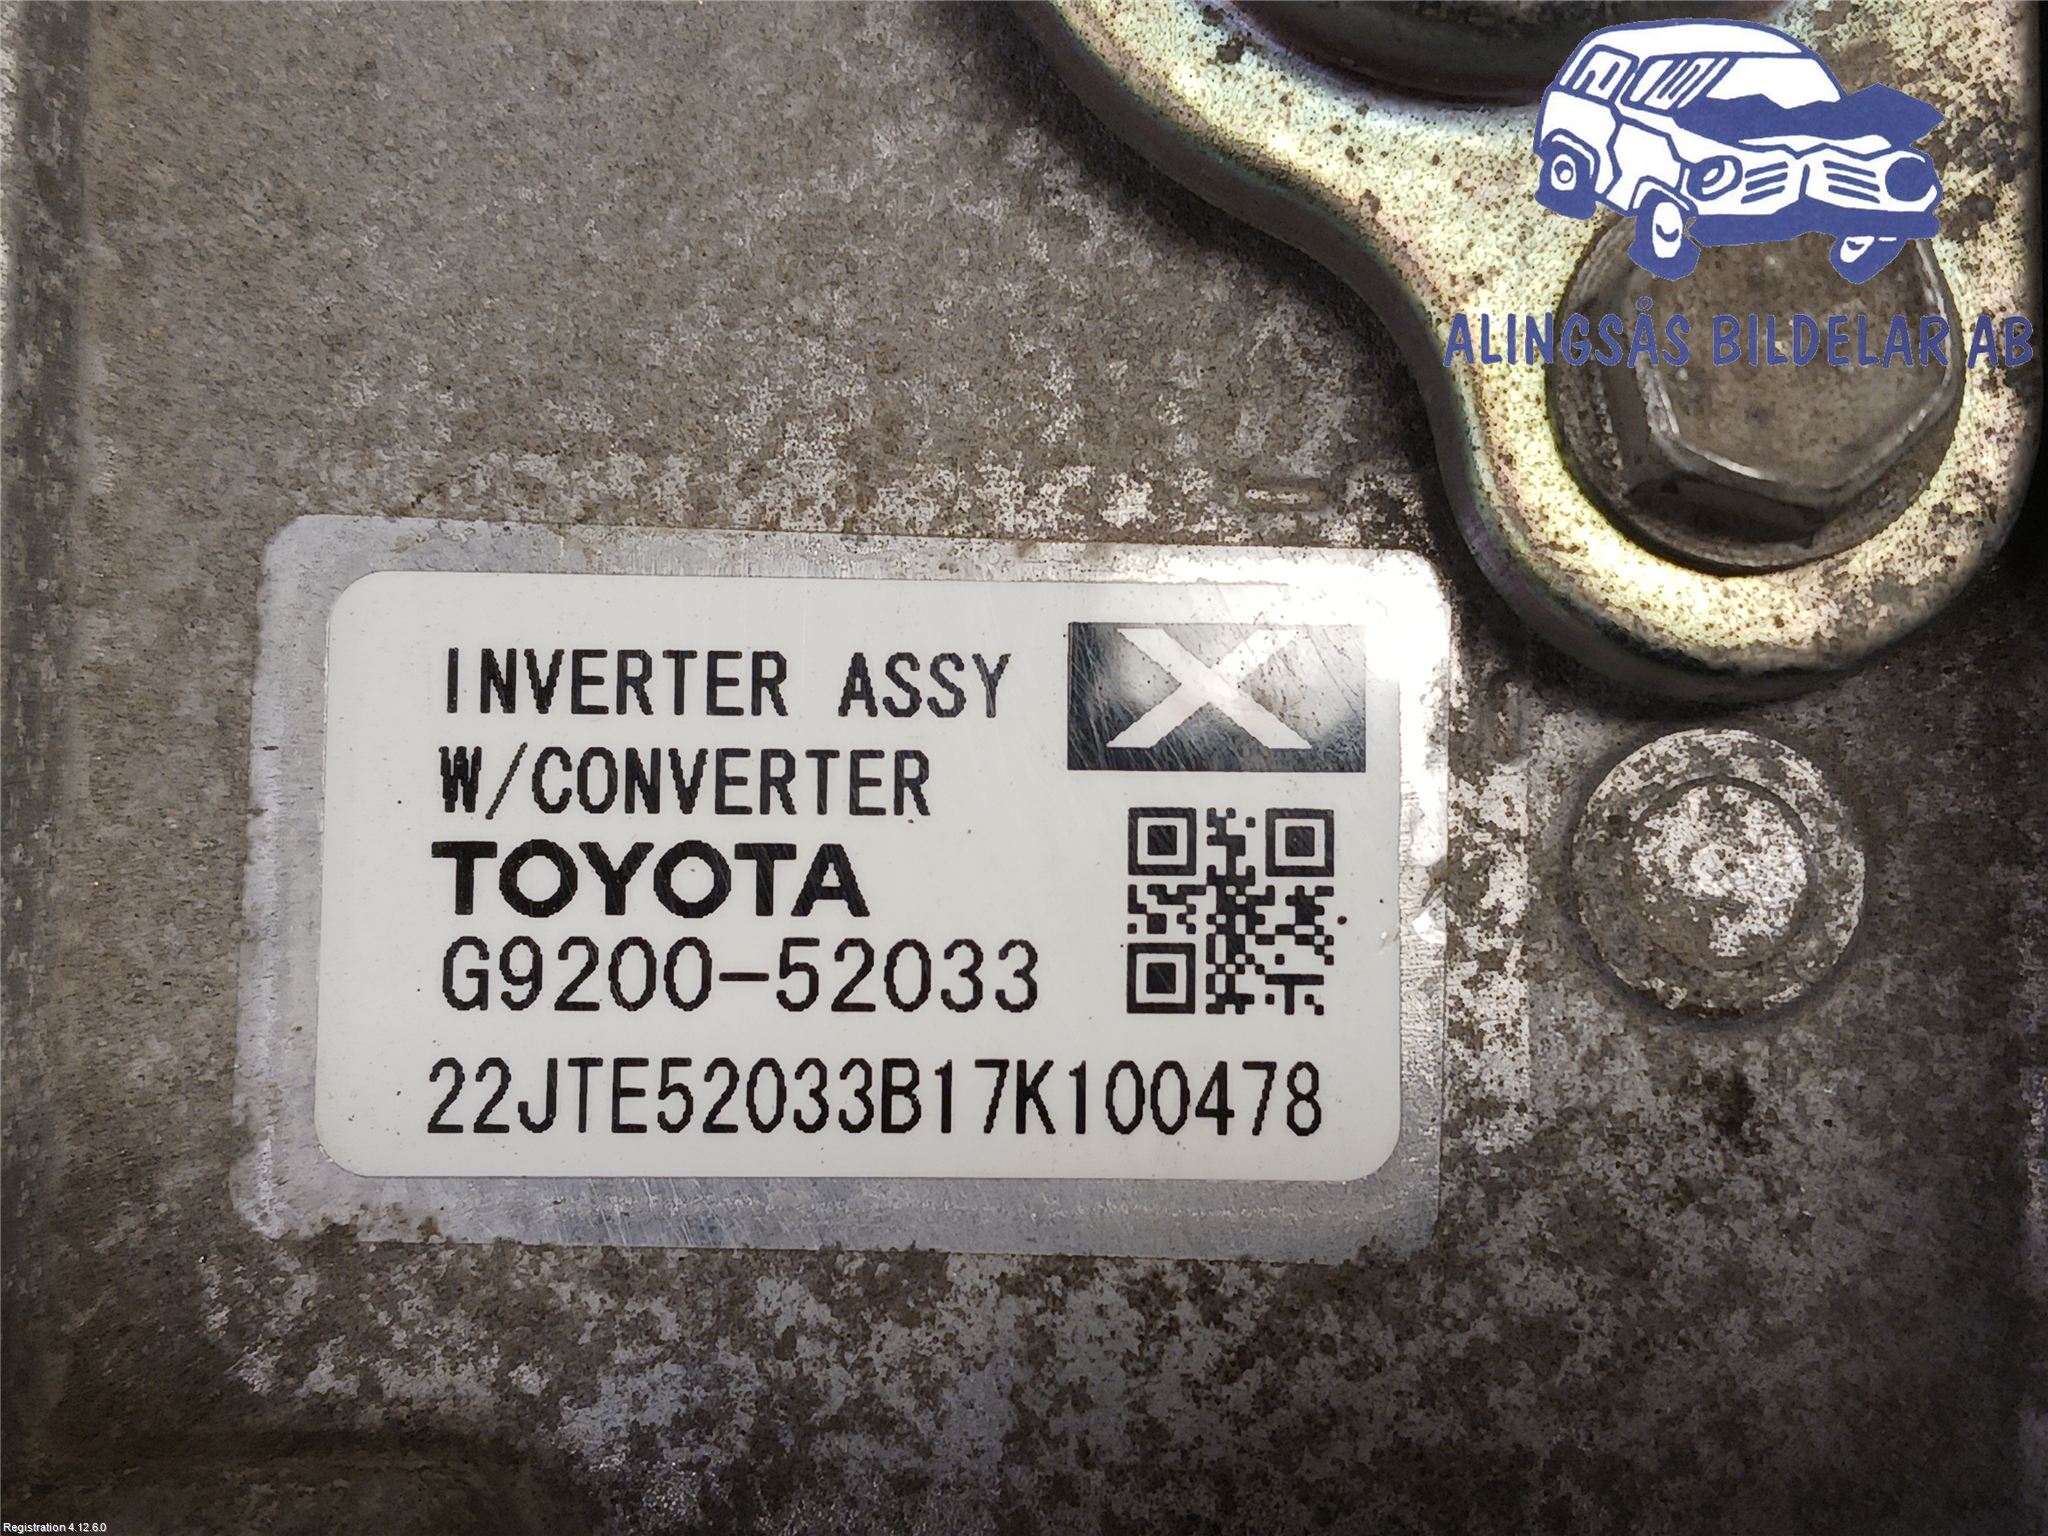 ALINGSÅS BILDELAR AB
INVERTER ASSY
X
W/CONVERTER
TOYOTA
G9200-52033
22JTE52033B17K100478
Registration 4.12.6.0